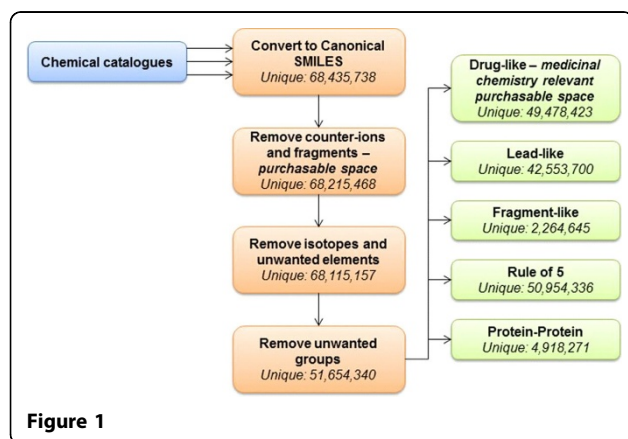 Chemical catalogues
Convert to Canonical
SMILES
Unique: 68,435,738
Remove counter-ions
and fragments –
purchasable space
Unique: 68,215,468
Remove isotopes and
unwanted elements
Unique: 68,115,157
Remove unwanted
groups
Unique: 51,654,340
Drug-like – medicinal
chemistry relevant
purchasable space
Unique: 49,478,423
Lead-like
Unique: 42,553,700
Fragment-like
Unique: 2,264,645
Rule of 5
Unique: 50,954,336
Protein-Protein
Unique: 4,918,271
Figure 1